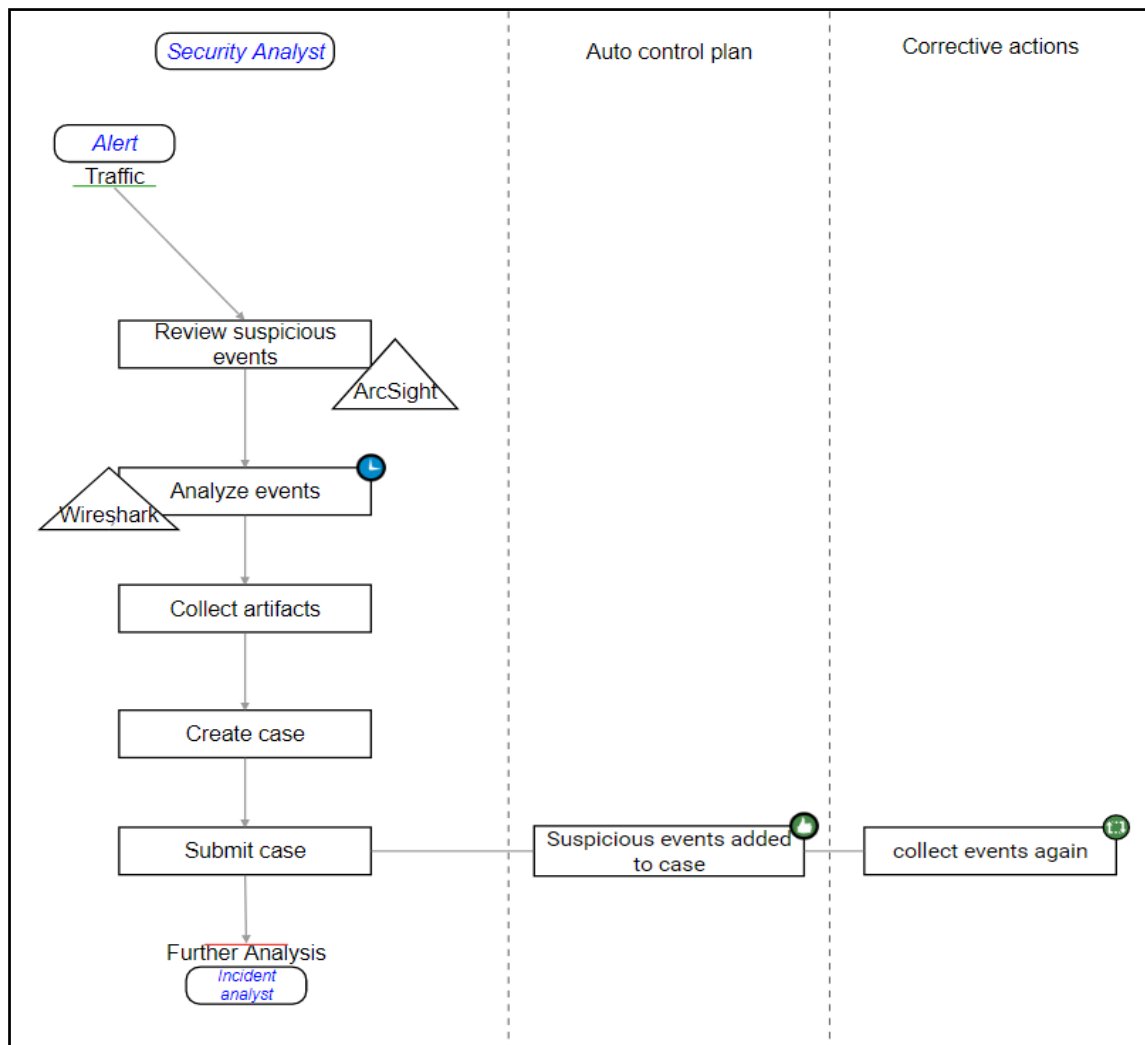 Security Analyst
Auto control plan
Corrective actions
Alert
Traffic
Review suspicious
events
ArcSight
Analyze events
Wireshark
Collect artifacts
Create case
Submit case
Suspicious events added
to case
collect events again
Further Analysis
Incident
analyst